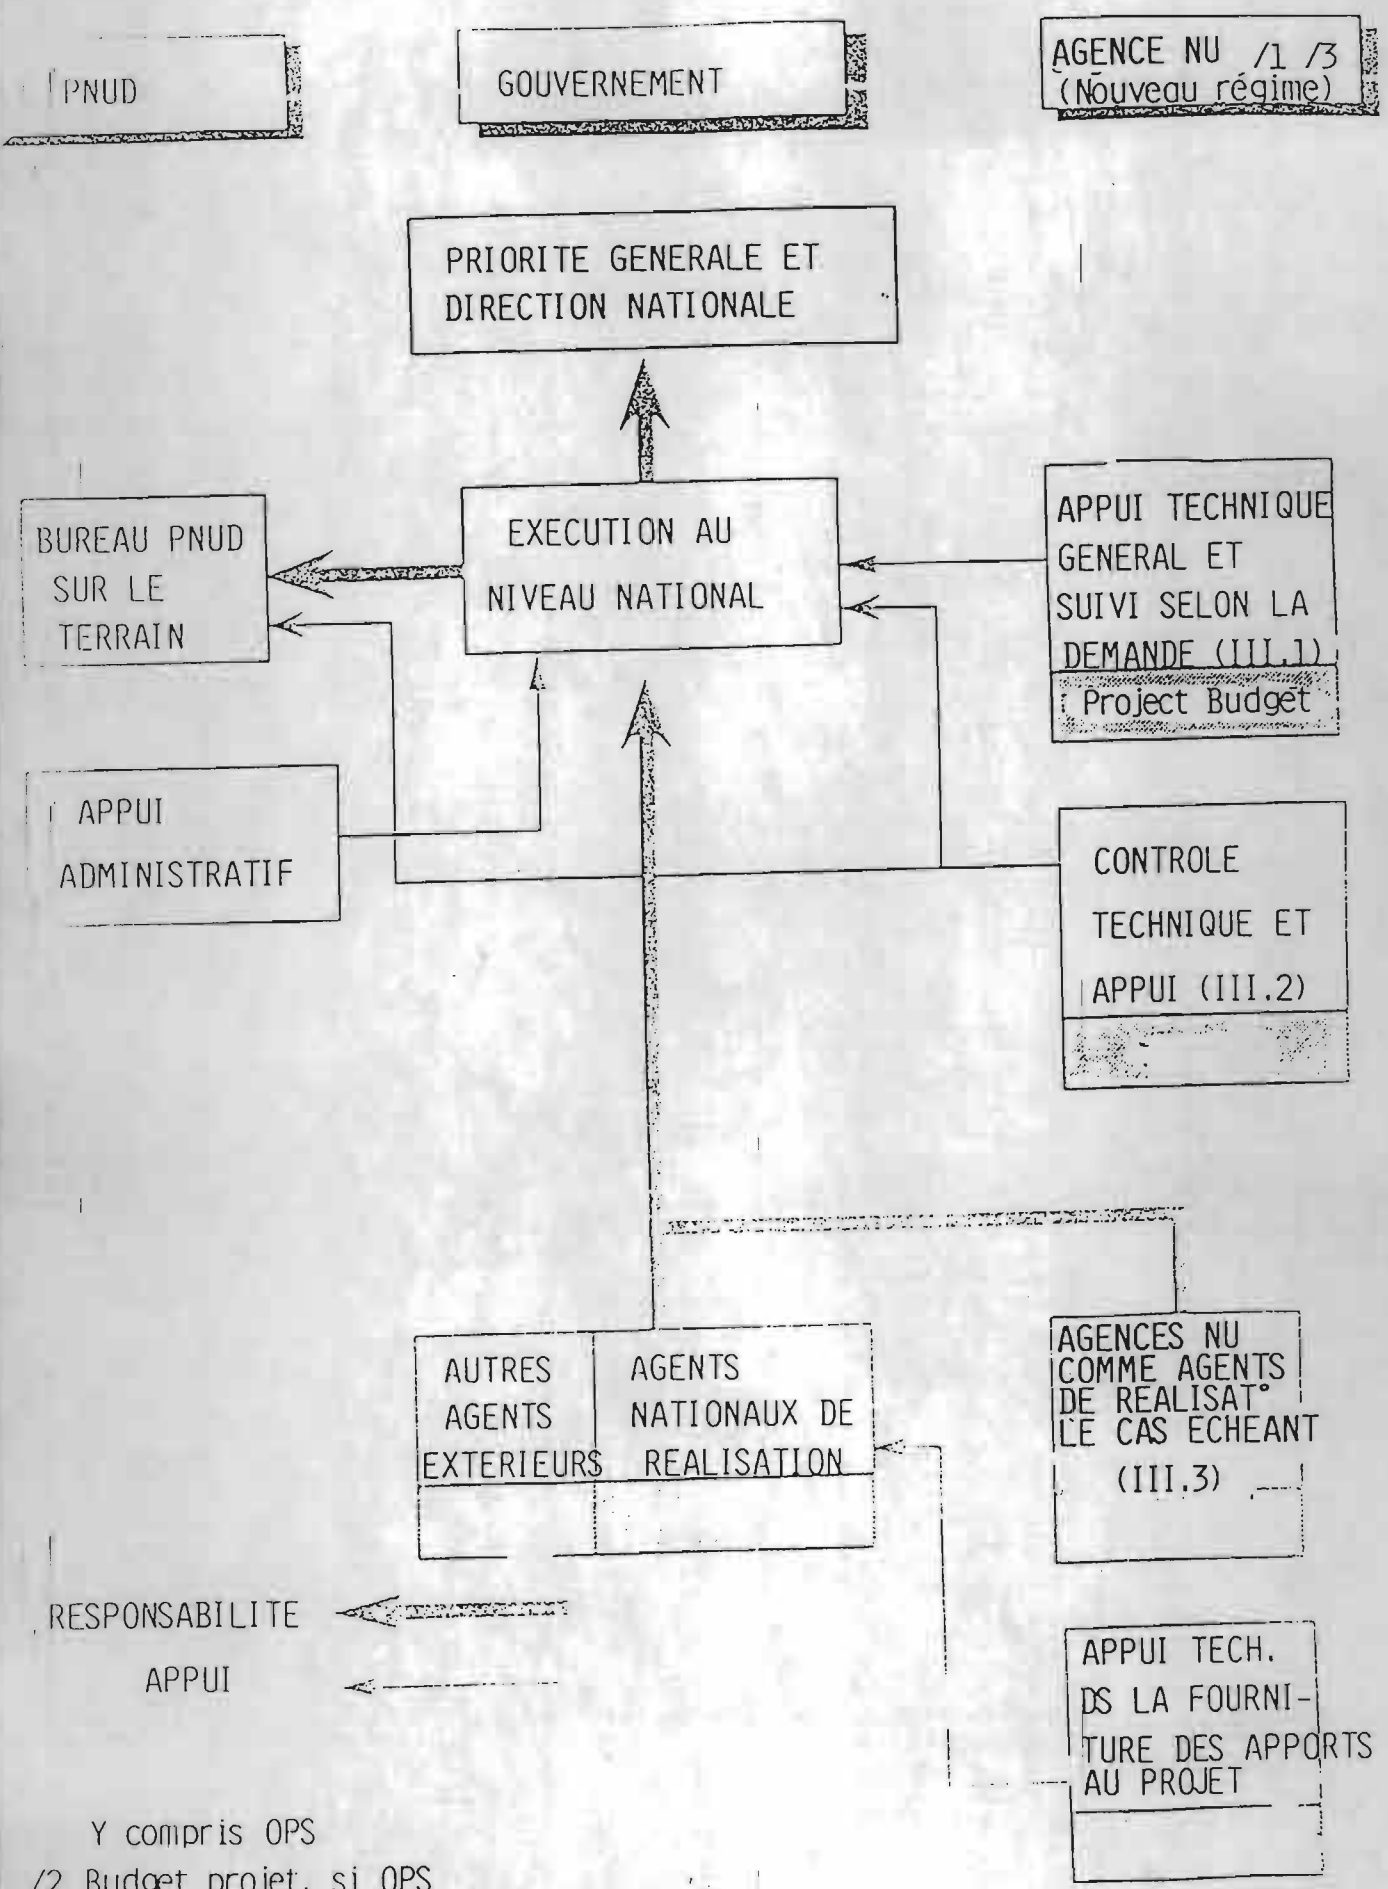 PNUD
GOUVERNEMENT
AGENCE NU /1 /3
(Nouveau régime)
PRIORITE GENERALE ET
DIRECTION NATIONALE
BUREAU PNUD
SUR LE
TERRAIN
EXECUTION AU
NIVEAU NATIONAL
APPUI TECHNIQUE
GENERAL ET
SUIVI SELON LA
DEMANDE (III.1)
Project Budget
APPUI
ADMINISTRATIF
CONTROLE
TECHNIQUE ET
APPUI (III.2)
AUTRES
AGENTS
EXTERIEURS
AGENTS
NATIONAUX DE
REALISATION
AGENCES NU
COMME AGENTS
DE REALISAT°
LE CAS ECHEANT
(III.3)
RESPONSABILITE
APPUI
APPUI TECH.
DS LA FOURNI-
TURE DES APPORTS
AU PROJET
Y compris OPS
/2 Budget projet, si OPS